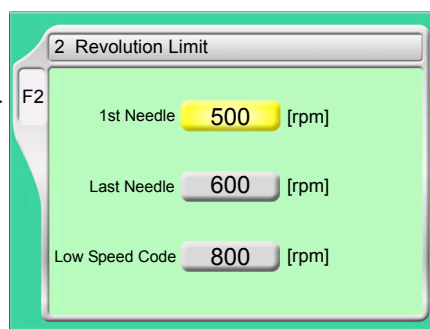 2 Revolution Limit
F2
1st Needle 500 [rpm]
Last Needle 600 [rpm]
Low Speed Code 800 [rpm]